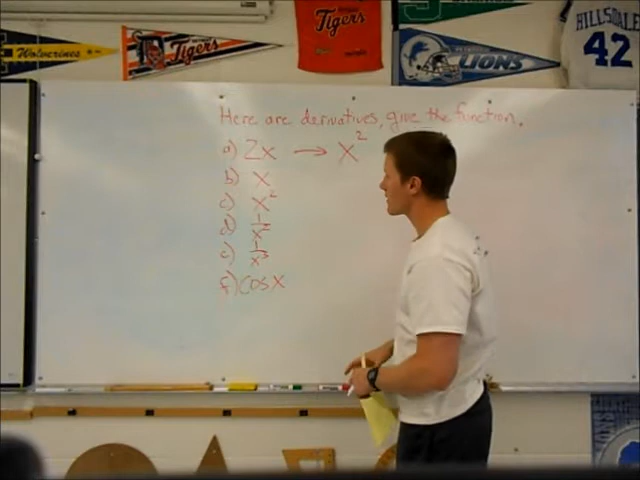 Wolverines
Tigers
Tigers
LIONS
HILLSDALE
42
Here are derivatives, give the function.
a) 2x → x²
b) x
c) x²
d) 1/x²
e) 1/x³
f) cos x